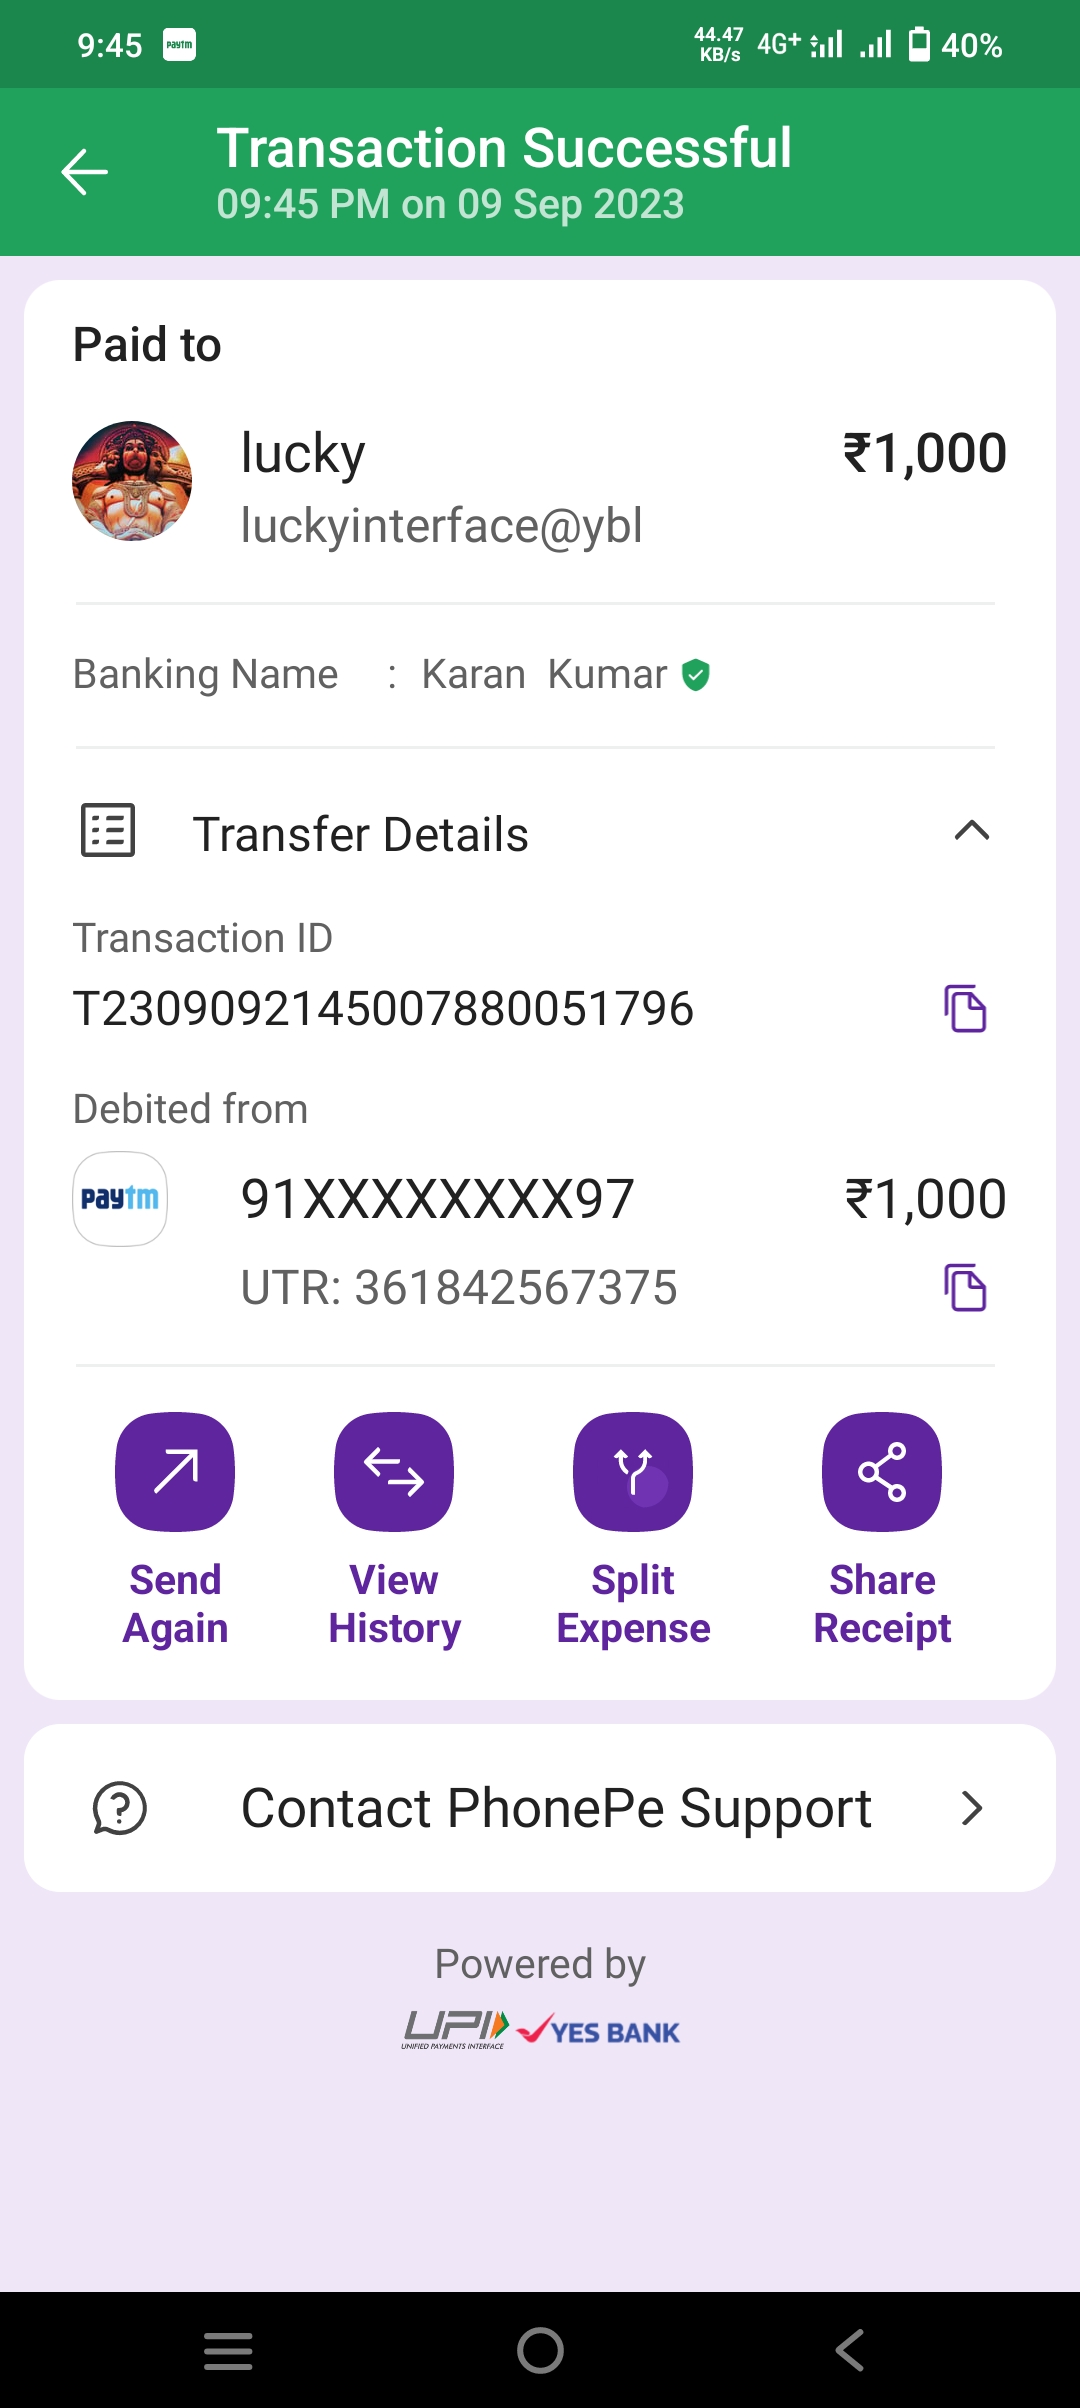 9:45
paytm
44.47
KB/s
4G+
40%
Transaction Successful
09:45 PM on 09 Sep 2023
Paid to
lucky
₹1,000
luckyinterface@ybl
Banking Name : Karan Kumar
Transfer Details
Transaction ID
T2309092145007880051796
Debited from
paytm
91XXXXXXXX97
₹1,000
UTR: 361842567375
Send Again
View History
Split Expense
Share Receipt
Contact PhonePe Support
Powered by
UPI
UNIFIED PAYMENTS INTERFACE
YES BANK